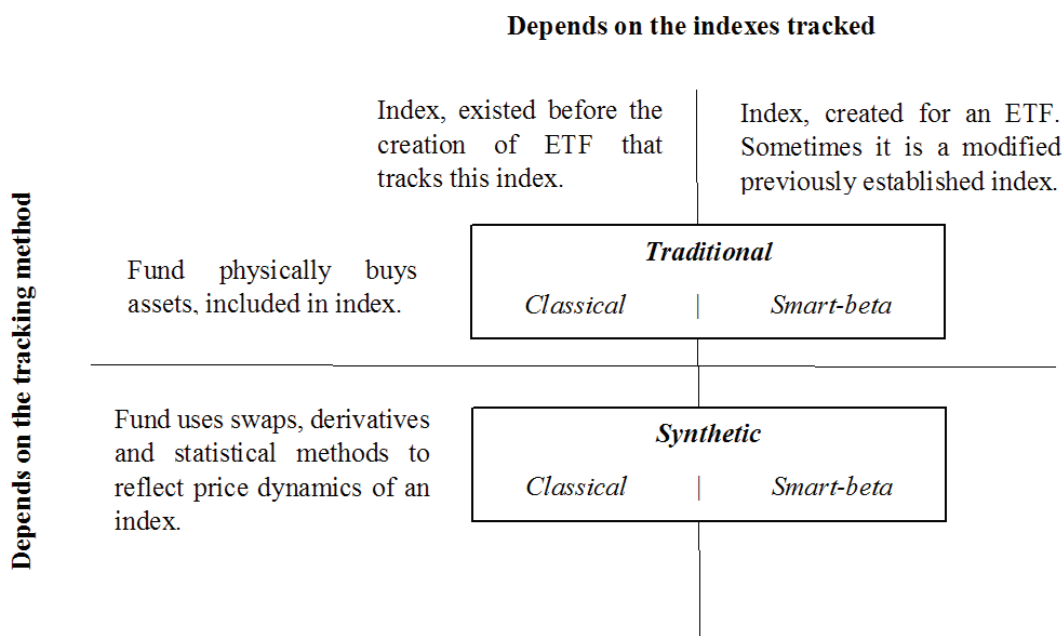 Depends on the indexes tracked
Index, existed before the
creation of ETF that
tracks this index.
Index, created for an ETF.
Sometimes it is a modified
previously established index.
Depends on the tracking method
Fund physically buys
assets, included in index.
Traditional
Classical | Smart-beta
Fund uses swaps, derivatives
and statistical methods to
reflect price dynamics of an
index.
Synthetic
Classical | Smart-beta